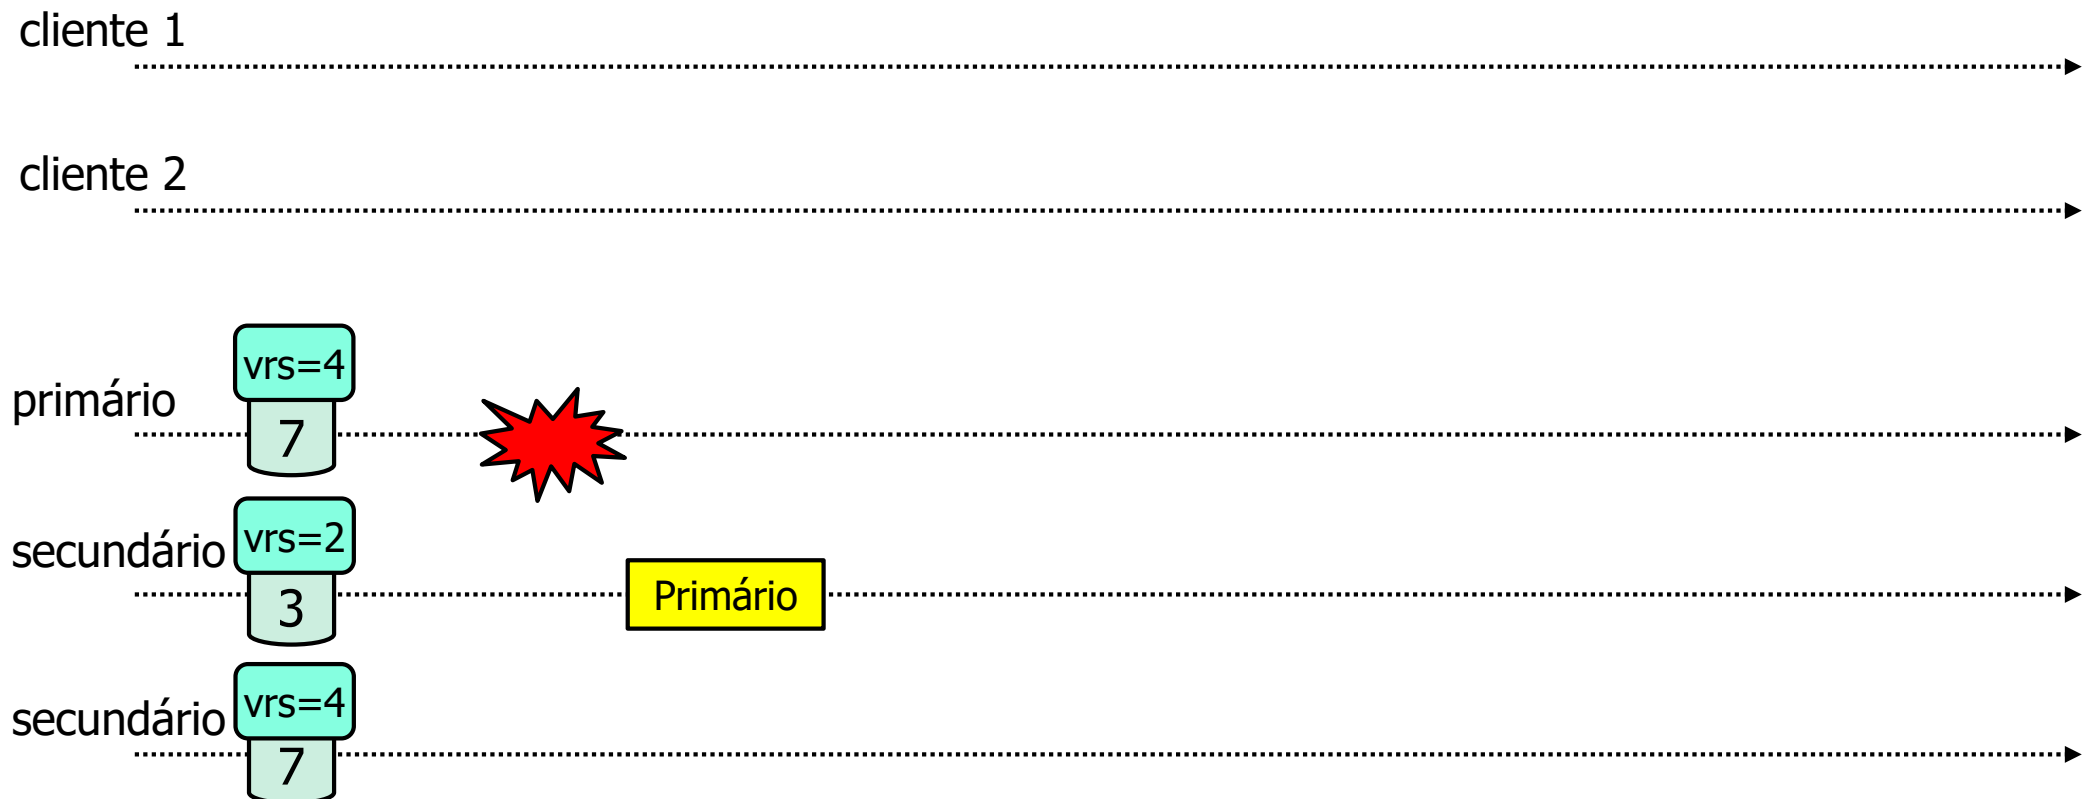 cliente 1
cliente 2
vrs=4
primário
7
vrs=2
secundário
3
Primário
vrs=4
secundário
7